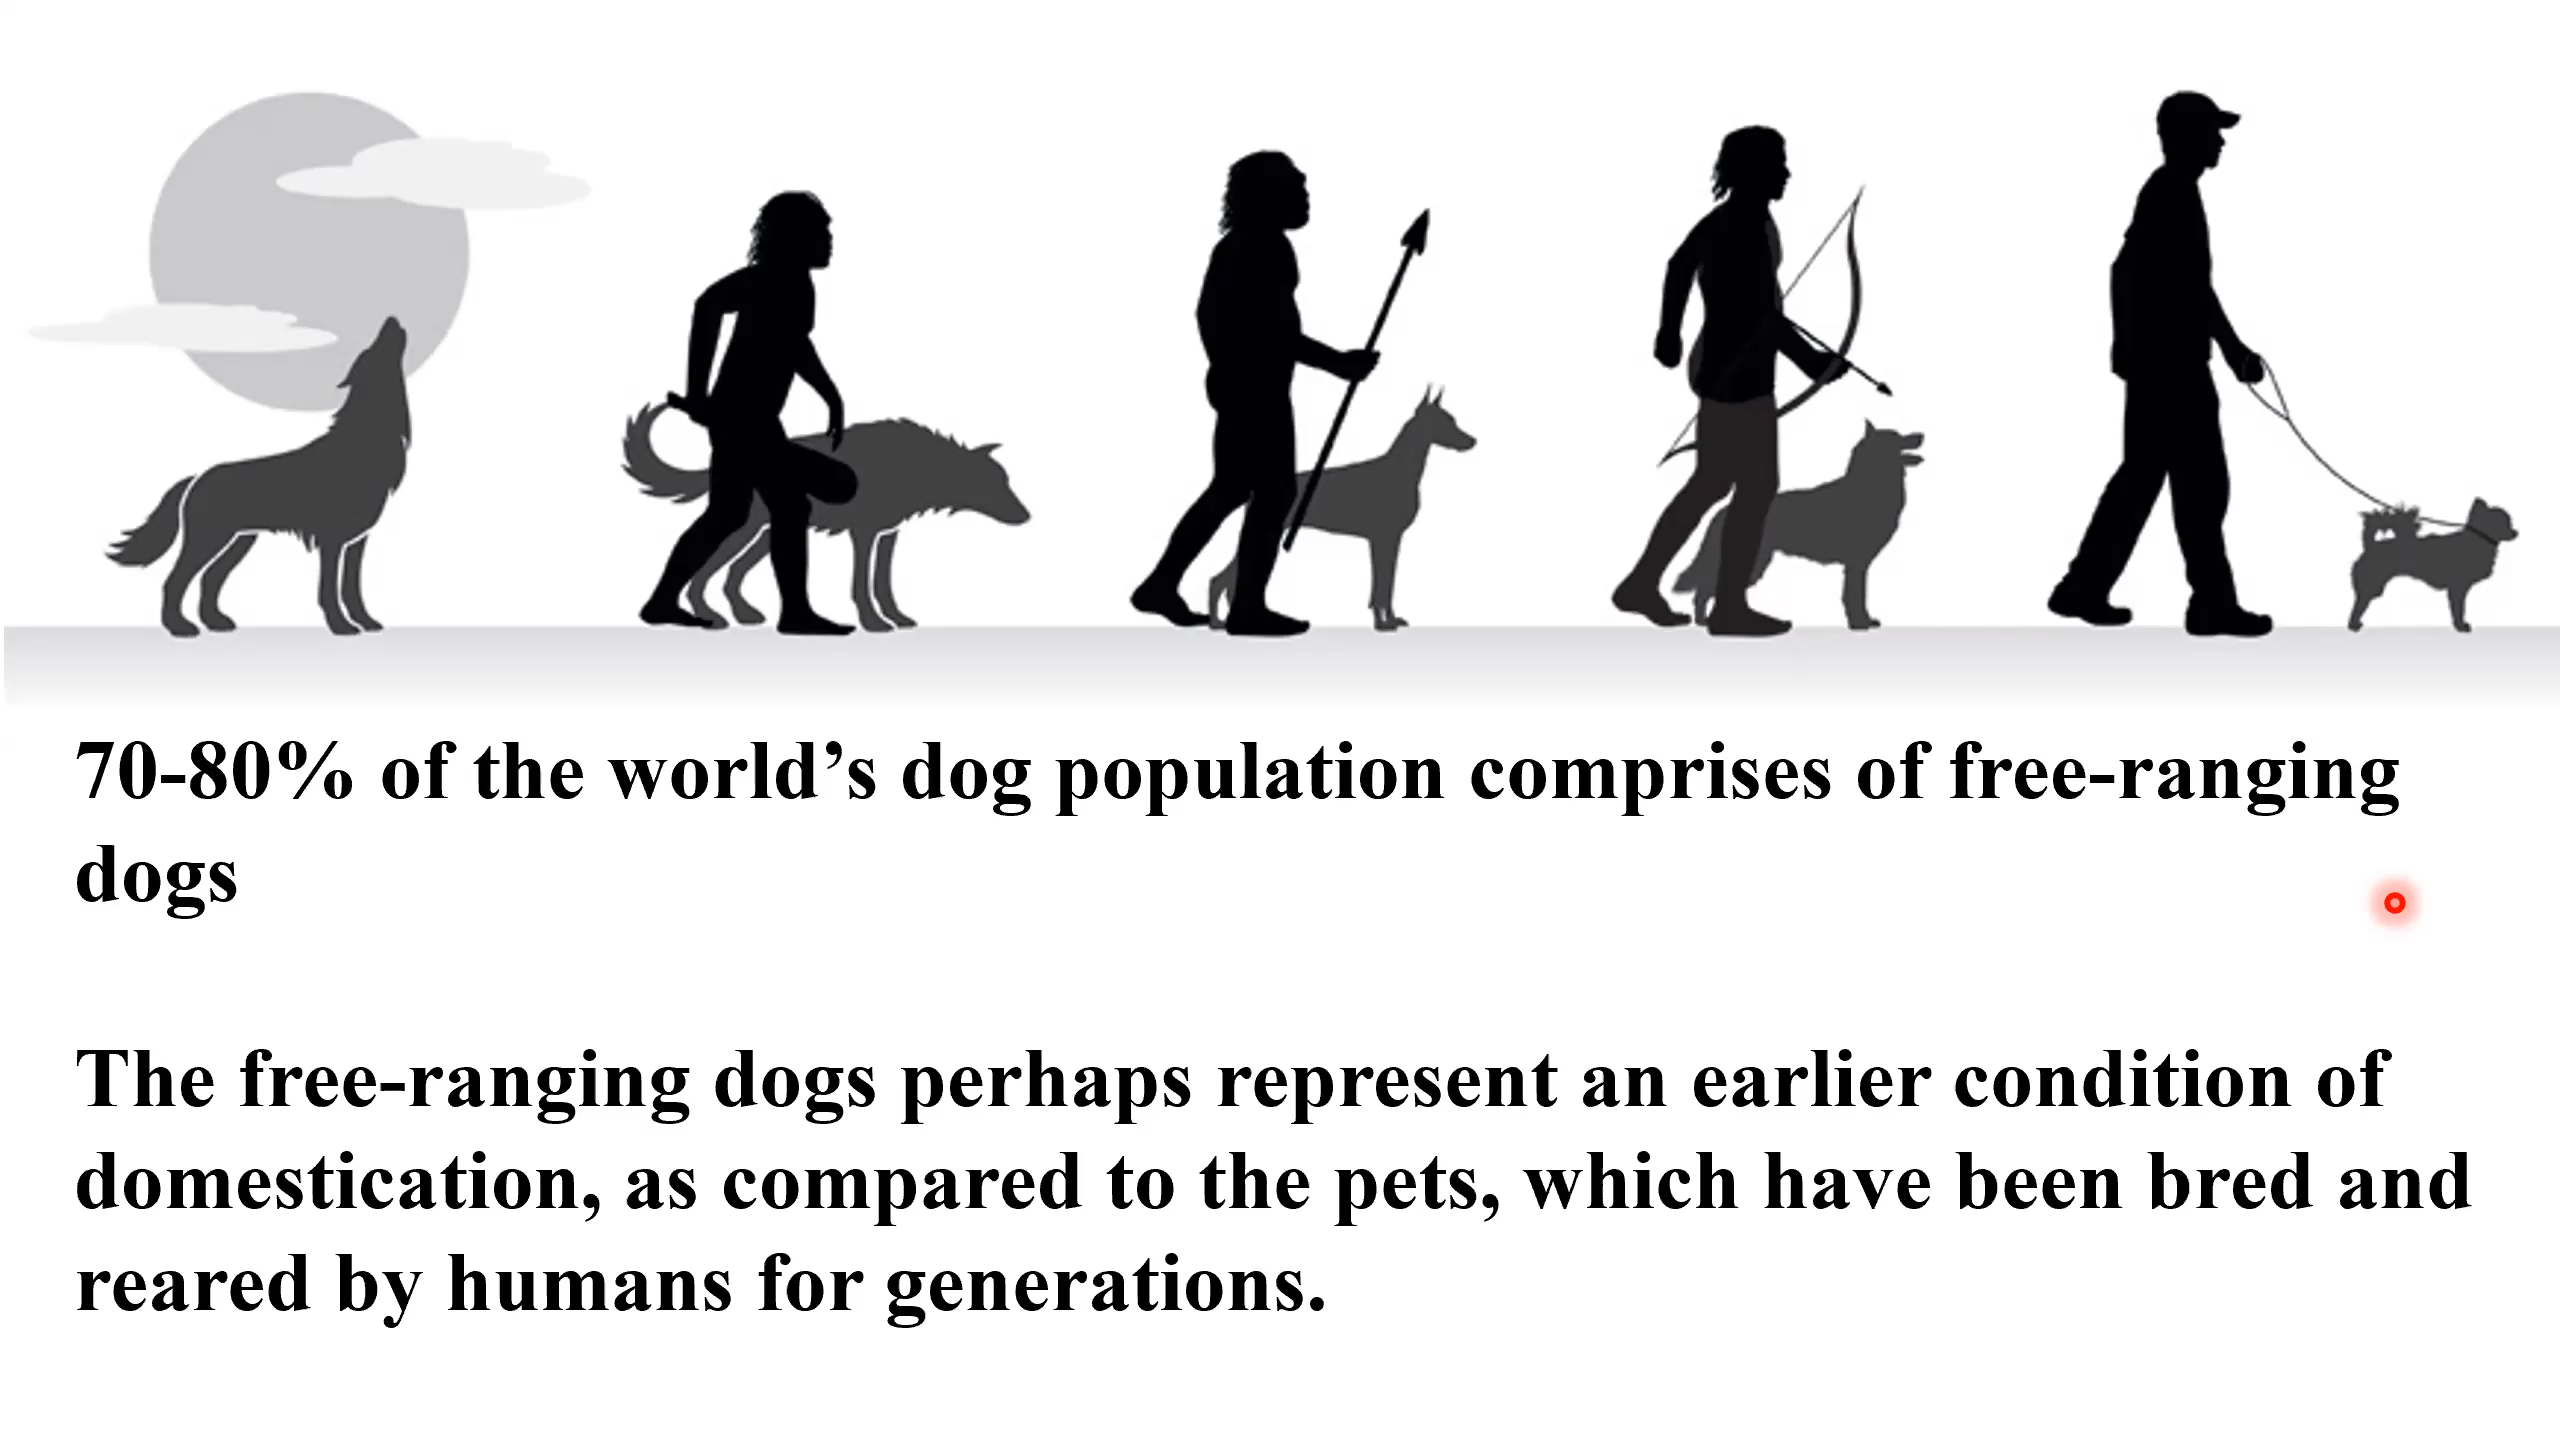 70-80% of the world’s dog population comprises of free-ranging
dogs
The free-ranging dogs perhaps represent an earlier condition of
domestication, as compared to the pets, which have been bred and
reared by humans for generations.